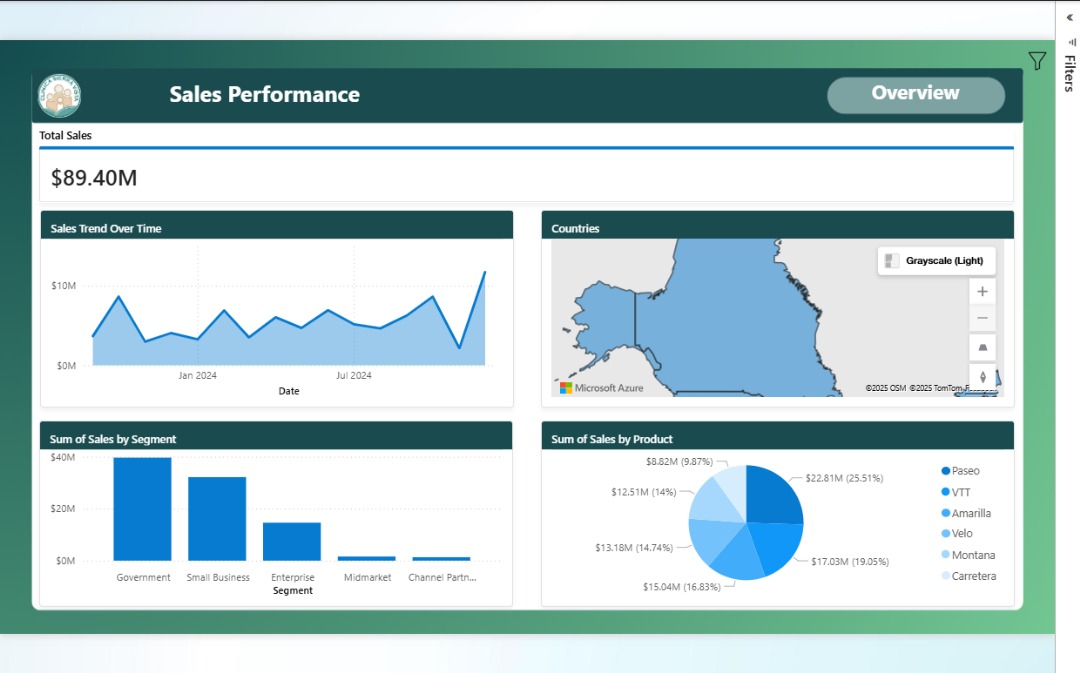 Filters
Sales Performance
Overview
Total Sales
$89.40M
Sales Trend Over Time
$10M
$0M
Jan 2024
Jul 2024
Date
Countries
Grayscale (Light)
Microsoft Azure
©2025 OSM ©2025 TomTom
Sum of Sales by Segment
$40M
$20M
$0M
Government
Small Business
Enterprise
Midmarket
Channel Partn...
Segment
Sum of Sales by Product
$8.82M (9.87%)
$22.81M (25.51%)
$12.51M (14%)
$13.18M (14.74%)
$17.03M (19.05%)
$15.04M (16.83%)
Paseo
VTT
Amarilla
Velo
Montana
Carretera